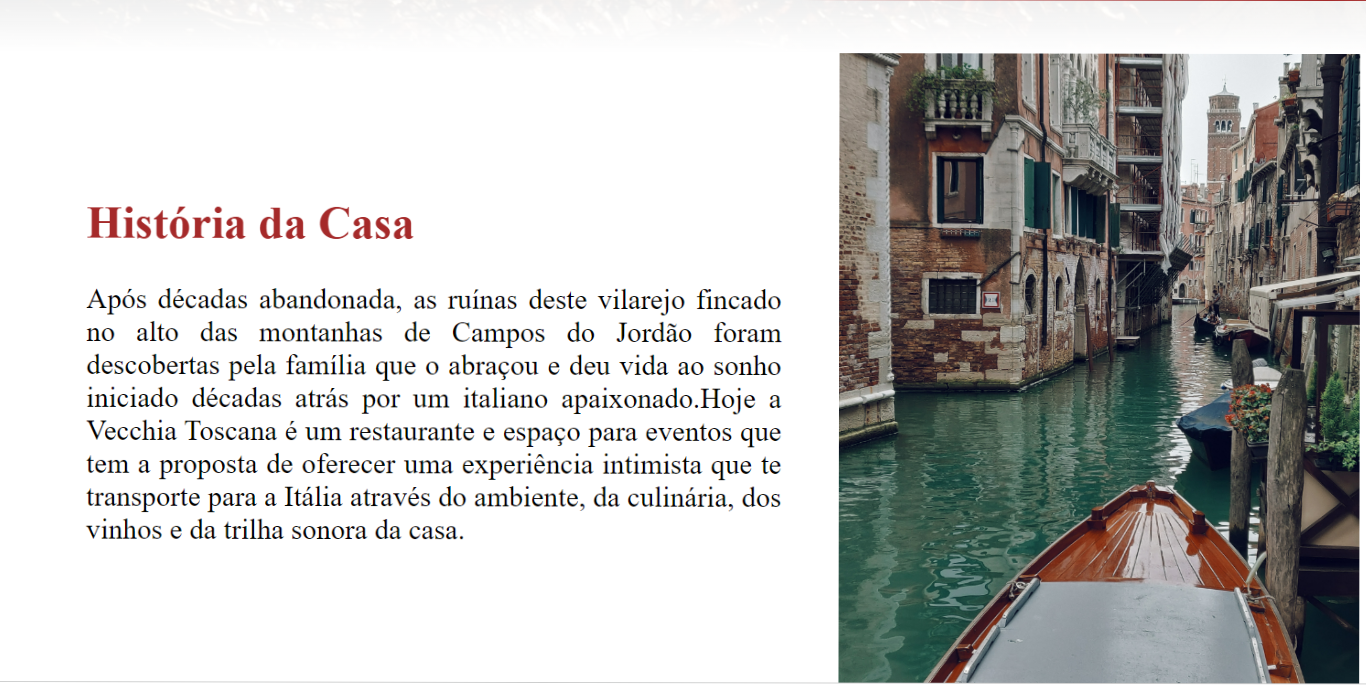 História da Casa
Após décadas abandonada, as ruínas deste vilarejo fincado
no alto das montanhas de Campos do Jordão foram
descobertas pela família que o abraçou e deu vida ao sonho
iniciado décadas atrás por um italiano apaixonado.Hoje a
Vecchia Toscana é um restaurante e espaço para eventos que
tem a proposta de oferecer uma experiência intimista que te
transporte para a Itália através do ambiente, da culinária, dos
vinhos e da trilha sonora da casa.